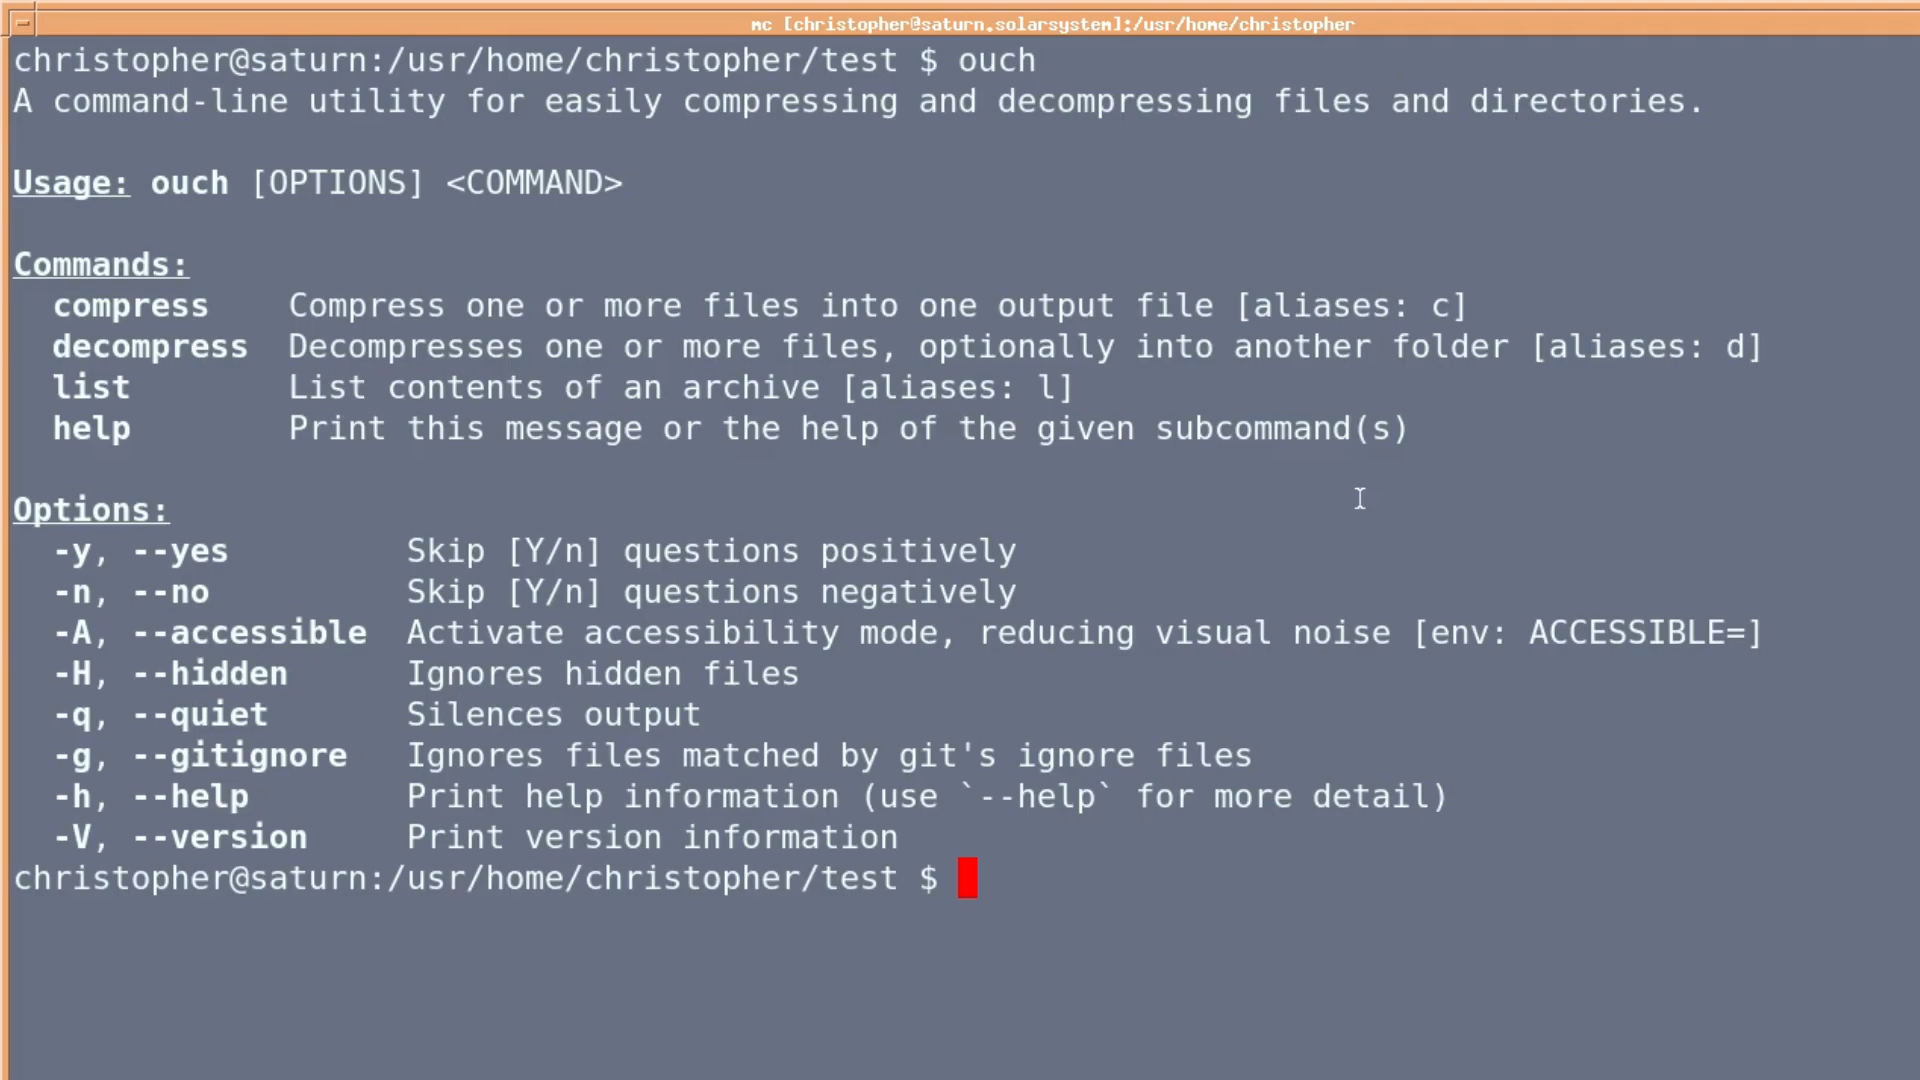 mc [christopher@saturn.solarsystem]:/usr/home/christopher
christopher@saturn:/usr/home/christopher/test $ ouch
A command-line utility for easily compressing and decompressing files and directories.
Usage: ouch [OPTIONS] <COMMAND>
Commands:
  compress    Compress one or more files into one output file [aliases: c]
  decompress  Decompresses one or more files, optionally into another folder [aliases: d]
  list        List contents of an archive [aliases: l]
  help        Print this message or the help of the given subcommand(s)
Options:
  -y, --yes         Skip [Y/n] questions positively
  -n, --no          Skip [Y/n] questions negatively
  -A, --accessible  Activate accessibility mode, reducing visual noise [env: ACCESSIBLE=]
  -H, --hidden      Ignores hidden files
  -q, --quiet       Silences output
  -g, --gitignore   Ignores files matched by git's ignore files
  -h, --help        Print help information (use `--help` for more detail)
  -V, --version     Print version information
christopher@saturn:/usr/home/christopher/test $